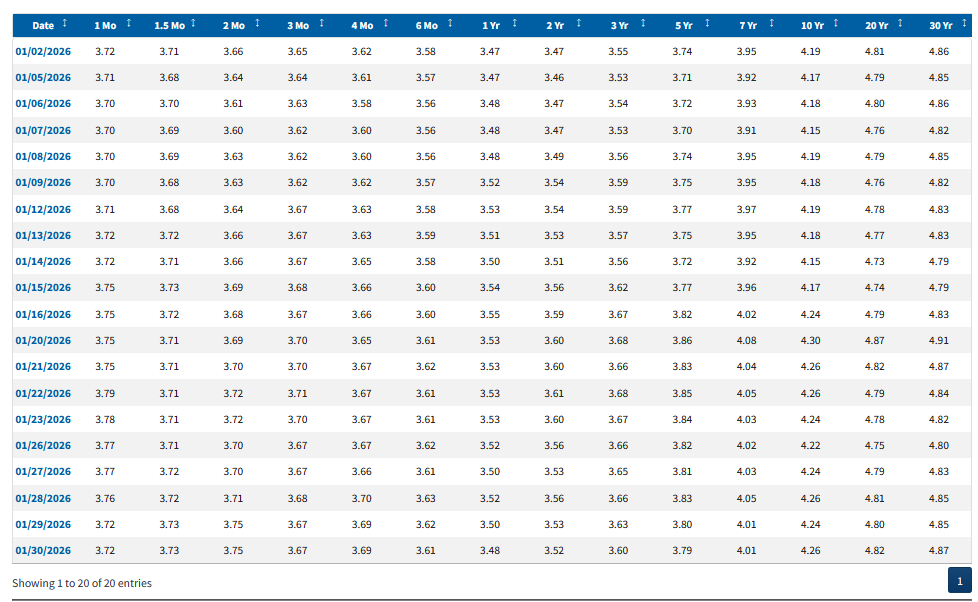 Date 1 Mo 1.5 Mo 2 Mo 3 Mo 4 Mo 6 Mo 1 Yr 2 Yr 3 Yr 5 Yr 7 Yr 10 Yr 20 Yr 30 Yr
01/02/2026 3.72 3.71 3.66 3.65 3.62 3.58 3.47 3.47 3.55 3.74 3.95 4.19 4.81 4.86
01/05/2026 3.71 3.68 3.64 3.64 3.61 3.57 3.47 3.46 3.53 3.71 3.92 4.17 4.79 4.85
01/06/2026 3.70 3.70 3.61 3.63 3.58 3.56 3.48 3.47 3.54 3.72 3.93 4.18 4.80 4.86
01/07/2026 3.70 3.69 3.60 3.62 3.60 3.56 3.48 3.47 3.53 3.70 3.91 4.15 4.76 4.82
01/08/2026 3.70 3.69 3.63 3.62 3.60 3.56 3.48 3.49 3.56 3.74 3.95 4.19 4.79 4.85
01/09/2026 3.70 3.68 3.63 3.62 3.62 3.57 3.52 3.54 3.59 3.75 3.95 4.18 4.76 4.82
01/12/2026 3.71 3.68 3.64 3.67 3.63 3.58 3.53 3.54 3.59 3.77 3.97 4.19 4.78 4.83
01/13/2026 3.72 3.72 3.66 3.67 3.63 3.59 3.51 3.53 3.57 3.75 3.95 4.18 4.77 4.83
01/14/2026 3.72 3.71 3.66 3.67 3.65 3.58 3.50 3.51 3.56 3.72 3.92 4.15 4.73 4.79
01/15/2026 3.75 3.73 3.69 3.68 3.66 3.60 3.54 3.56 3.62 3.77 3.96 4.17 4.74 4.79
01/16/2026 3.75 3.72 3.68 3.67 3.66 3.60 3.55 3.59 3.67 3.82 4.02 4.24 4.79 4.83
01/20/2026 3.75 3.71 3.69 3.70 3.65 3.61 3.53 3.60 3.68 3.86 4.08 4.30 4.87 4.91
01/21/2026 3.75 3.71 3.70 3.70 3.67 3.62 3.53 3.60 3.66 3.83 4.04 4.26 4.82 4.87
01/22/2026 3.79 3.71 3.72 3.71 3.67 3.61 3.53 3.61 3.68 3.85 4.05 4.26 4.79 4.84
01/23/2026 3.78 3.71 3.72 3.70 3.67 3.61 3.53 3.60 3.67 3.84 4.03 4.24 4.78 4.82
01/26/2026 3.77 3.71 3.70 3.67 3.67 3.62 3.52 3.56 3.66 3.82 4.02 4.22 4.75 4.80
01/27/2026 3.77 3.72 3.70 3.67 3.66 3.61 3.50 3.53 3.65 3.81 4.03 4.24 4.79 4.83
01/28/2026 3.76 3.72 3.71 3.68 3.70 3.63 3.52 3.56 3.66 3.83 4.05 4.26 4.81 4.85
01/29/2026 3.72 3.73 3.75 3.67 3.69 3.62 3.50 3.53 3.63 3.80 4.01 4.24 4.80 4.85
01/30/2026 3.72 3.73 3.75 3.67 3.69 3.61 3.48 3.52 3.60 3.79 4.01 4.26 4.82 4.87
Showing 1 to 20 of 20 entries 1